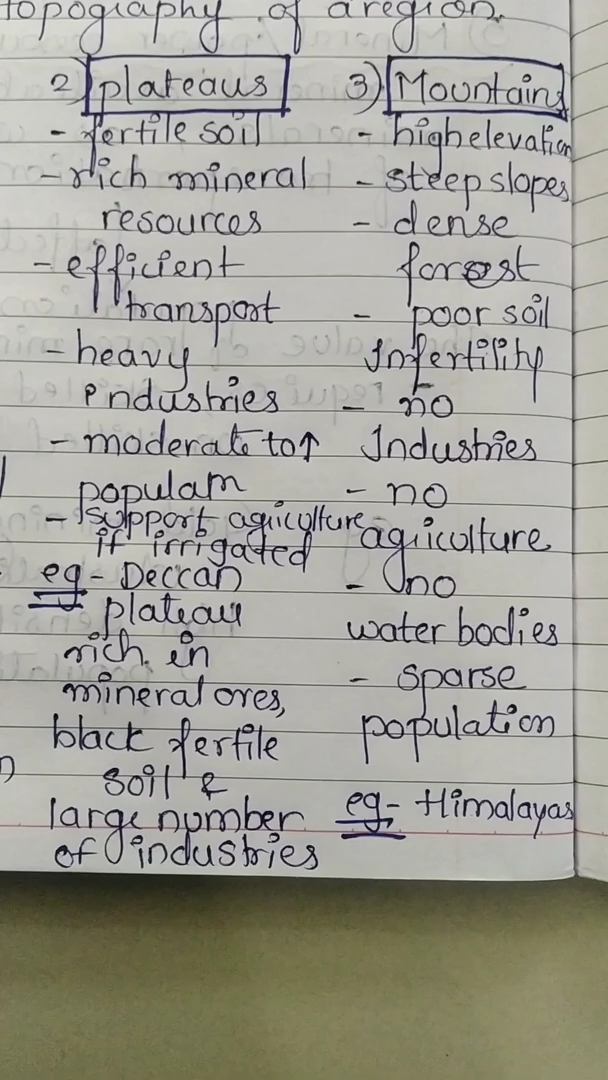 topography of a region.
2) plateaus
- fertile soil
- rich mineral
resources
- efficient
transport
- heavy
industries
- moderate to ↑
populatn
- support agriculture
if irrigated
eg - Deccan
plateau
rich in
mineral ores,
black fertile
soil &
large number
of industries
3) Mountains
- high elevation
- steep slopes
- dense
forest
- poor soil
Infertility
- no
Industries
- no
agriculture
- no
water bodies
- sparse
population
eg - Himalayas